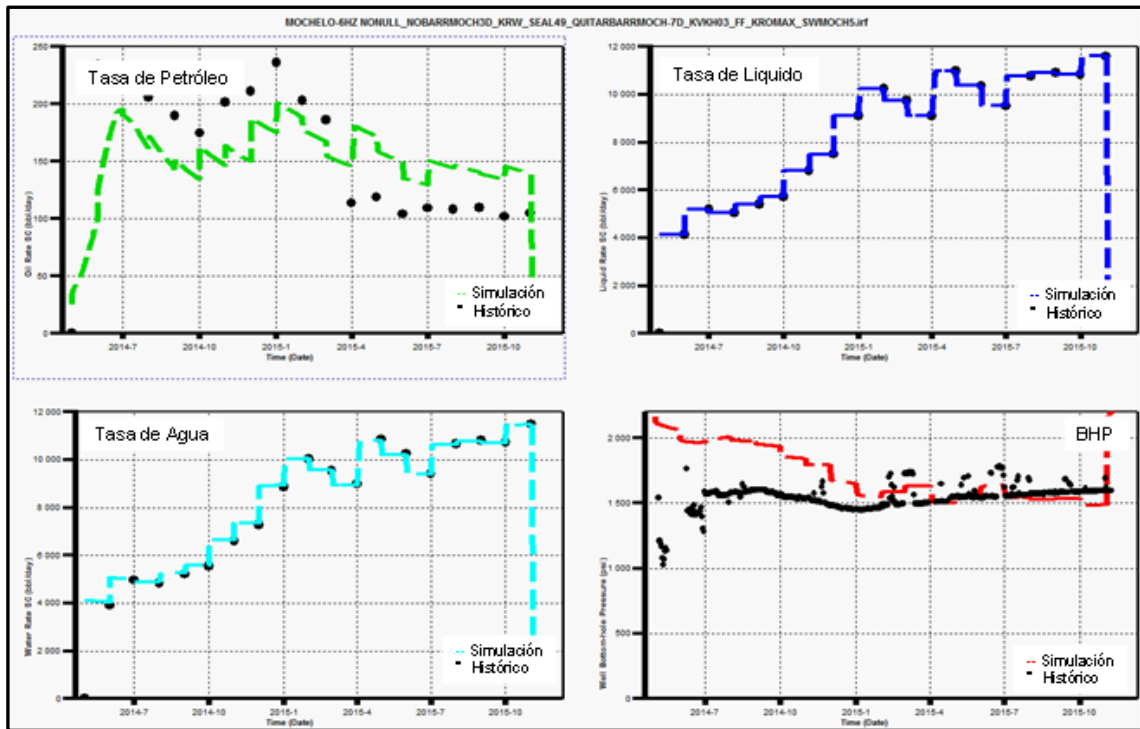 MOCHELO-6HZ NONULL_NOBARRMOCH3D_KRW_SEAL49_QUITARBARRMOCH-7D_KVKH03_FF_KROMAX_SWMOCH5.irf
Tasa de Petróleo
250
200
150
100
50
0
Oil Rate SC (bbl/day)
Simulación
Histórico
2014-7
2014-10
2015-1
2015-4
2015-7
2015-10
Time (Date)
Tasa de Liquido
12 000
10 000
8 000
6 000
4 000
2 000
0
Liquid Rate SC (bbl/day)
Simulación
Histórico
2014-7
2014-10
2015-1
2015-4
2015-7
2015-10
Time (Date)
Tasa de Agua
12 000
10 000
8 000
6 000
4 000
2 000
0
Water Rate SC (bbl/day)
Simulación
Histórico
2014-7
2014-10
2015-1
2015-4
2015-7
2015-10
Time (Date)
BHP
2 000
1 500
1 000
500
0
Well Bottom-hole Pressure (psi)
Simulación
Histórico
2014-7
2014-10
2015-1
2015-4
2015-7
2015-10
Time (Date)